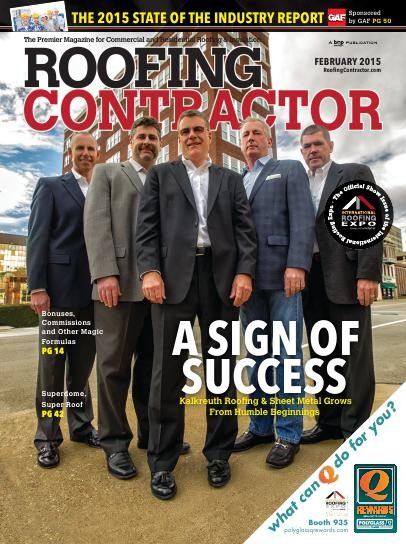 THE 2015 STATE OF THE INDUSTRY REPORT
GAF
Sponsored
by GAF PG 50
The Premier Magazine for Commercial and Residential Roofing & Insulation
A bnp PUBLICATION
ROOFING
CONTRACTOR
FEBRUARY 2015
RoofingContractor.com
The Official Show Issue of the International Roofing Expo
INTERNATIONAL
ROOFING
EXPO
Bonuses,
Commissions
and Other Magic
Formulas
PG 14
A SIGN OF
SUCCESS
Kalkreuth Roofing & Sheet Metal Grows
From Humble Beginnings
Superdome,
Super Roof
PG 42
what can Q do for you?
ROOFING
EXPO
Booth 935
polyglassqrewards.com
Q
REWARDS
POLYGLASS